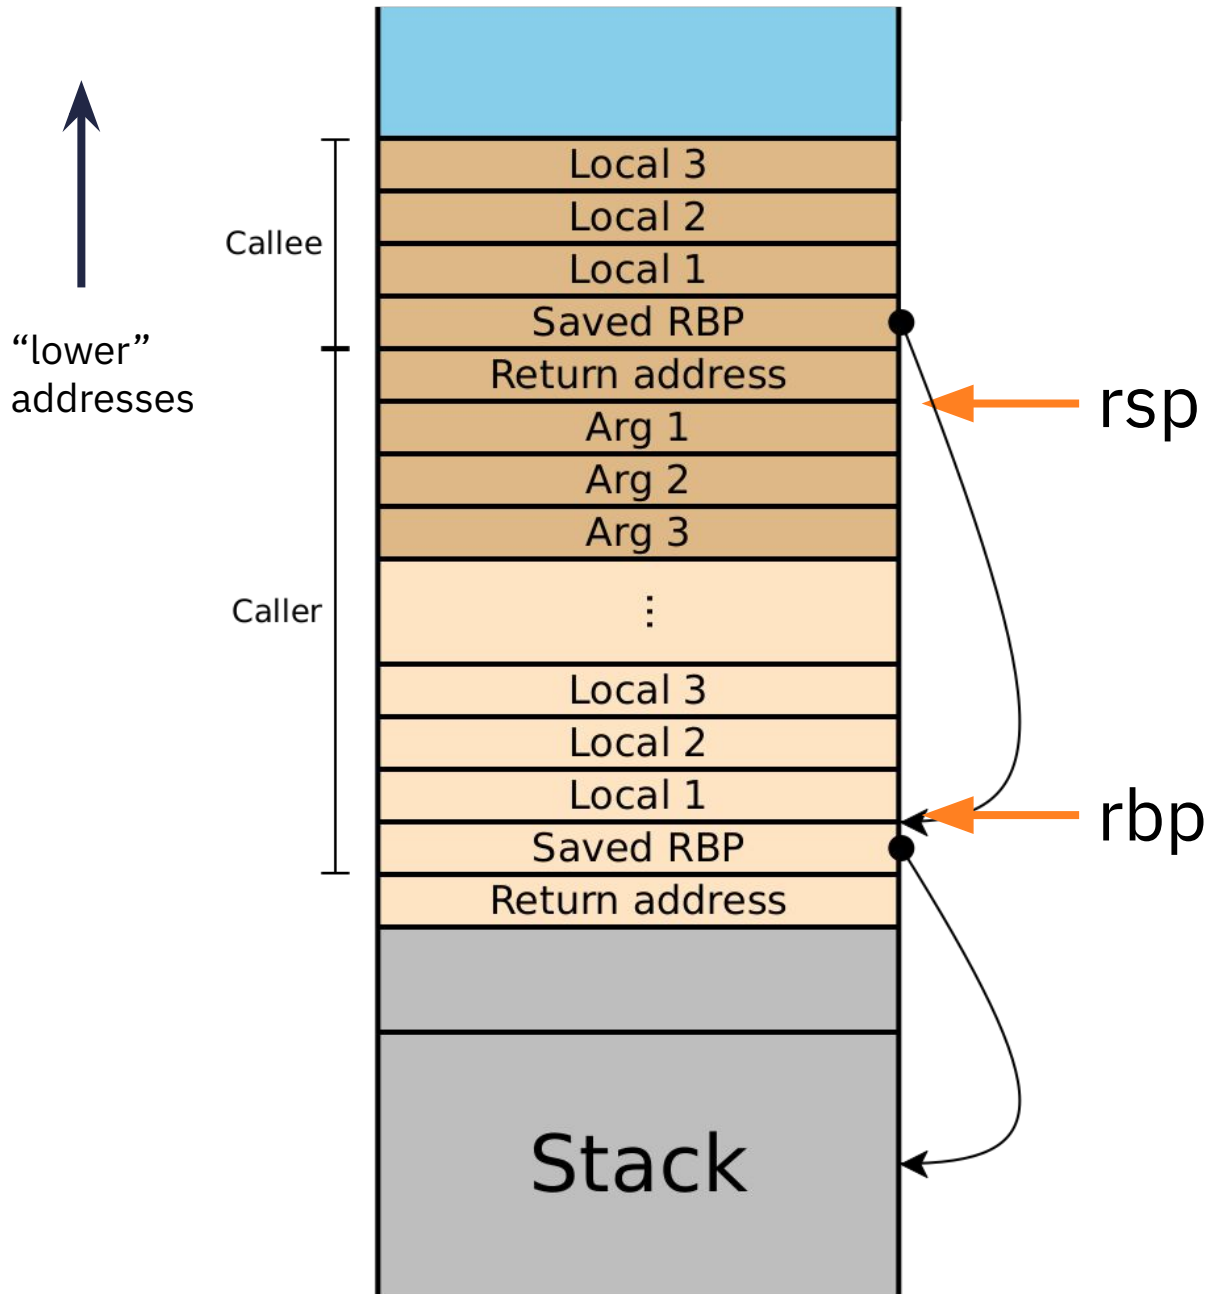 Local 3
Local 2
Callee
Local 1
Saved RBP
“lower”
addresses
Return address
rsp
Arg 1
Arg 2
Arg 3
Caller
⋮
Local 3
Local 2
Local 1
rbp
Saved RBP
Return address
Stack